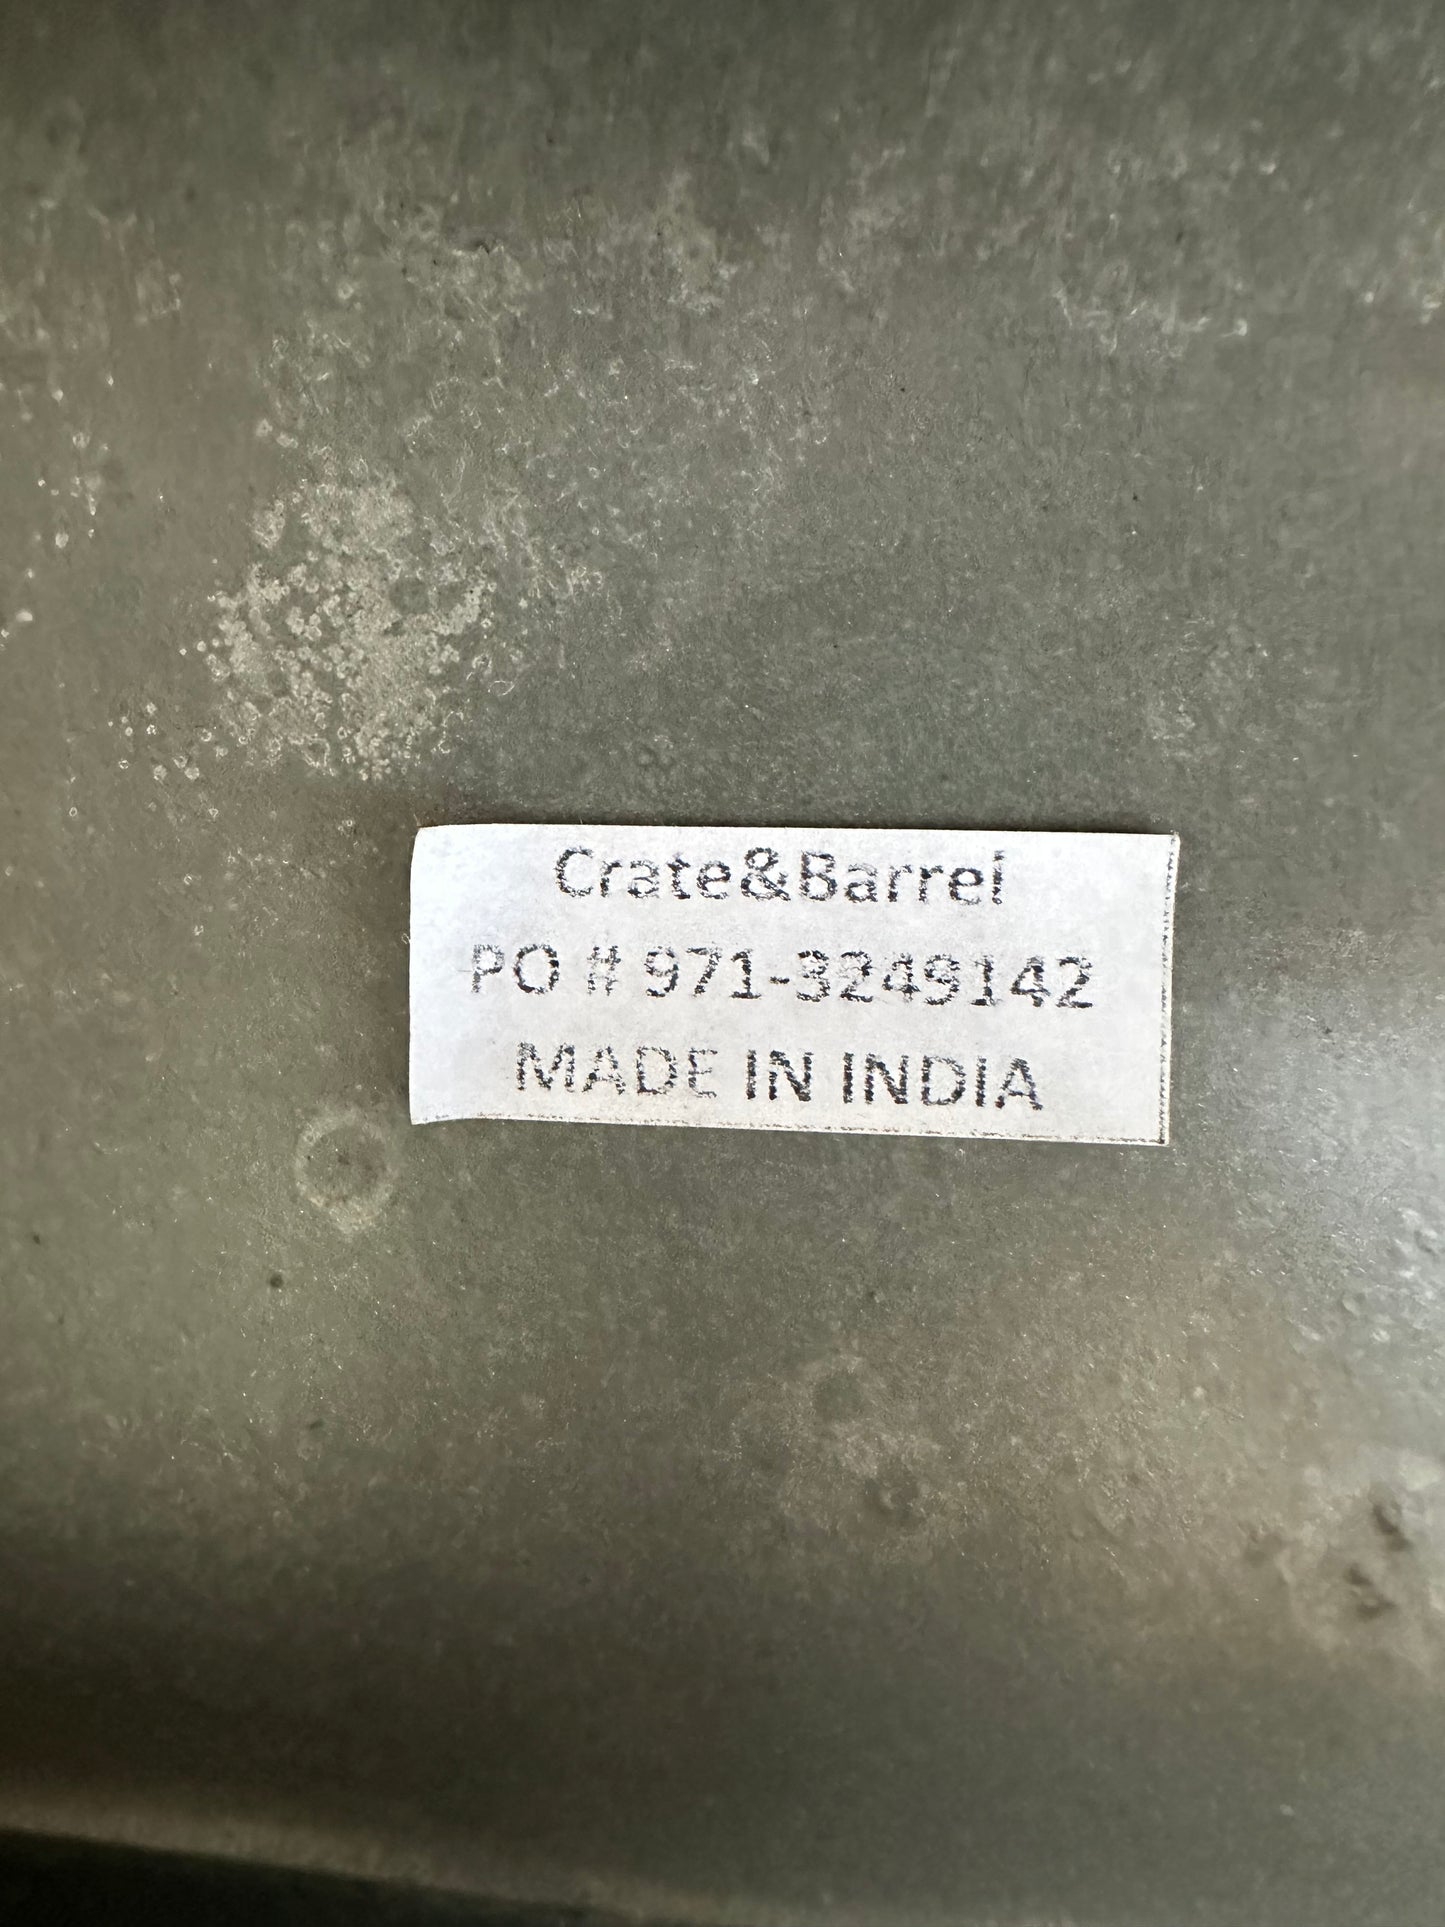 Crate&Barrel
PO # 971-3249142
MADE IN INDIA